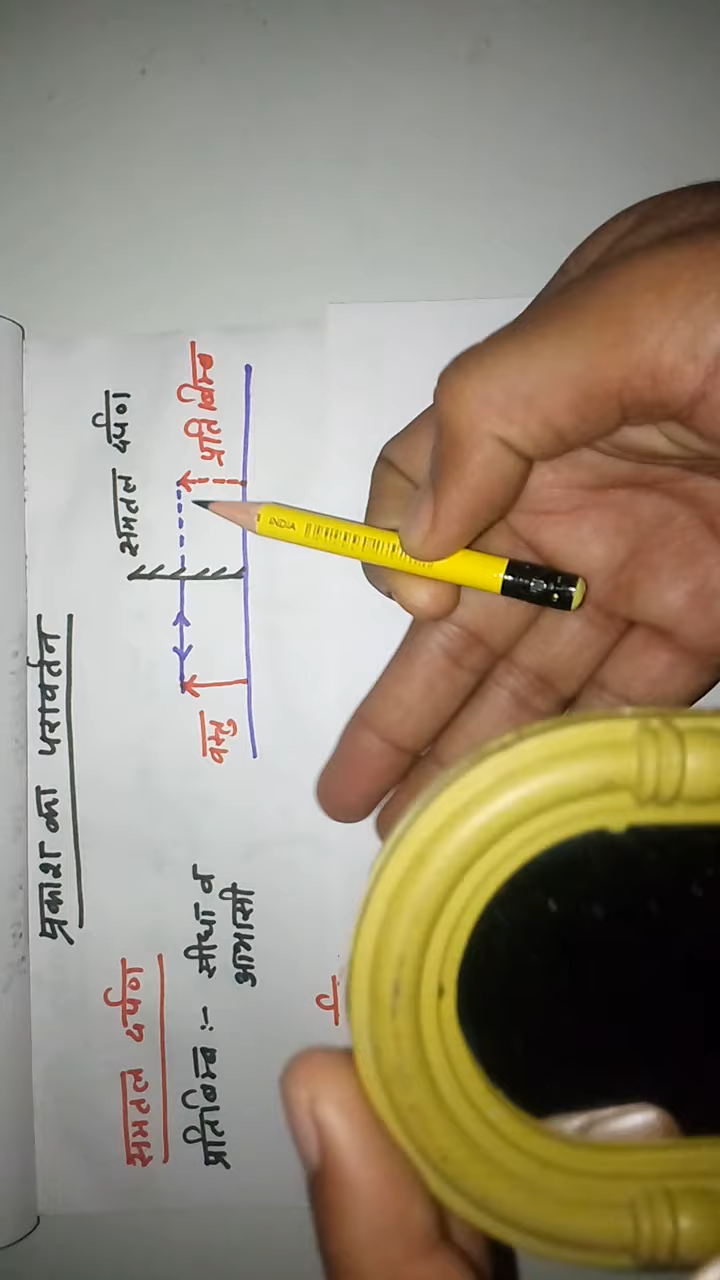 प्रकाश का परावर्तन
समतल दर्पण
प्रतिबिम्ब :- सीधा व
आभासी
समतल दर्पण
वस्तु
प्रतिबिम्ब
INDIA